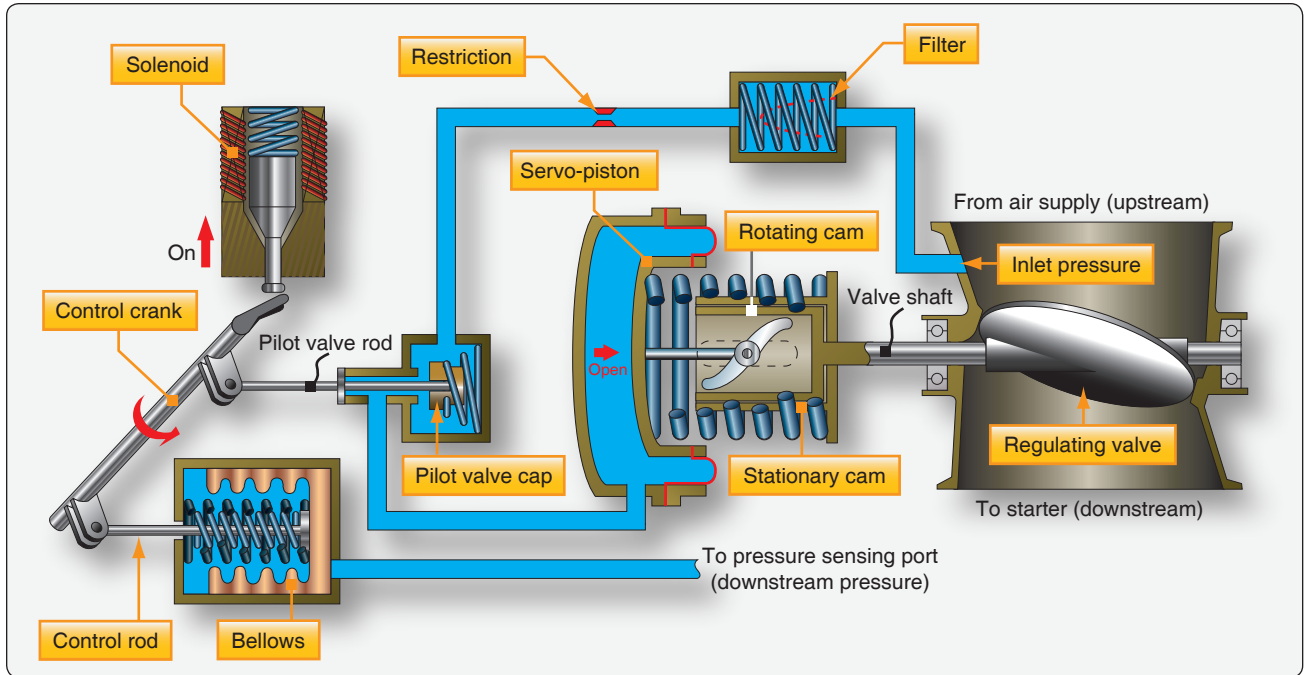 Solenoid
Restriction
Filter
Servo-piston
From air supply (upstream)
Rotating cam
On
Inlet pressure
Control crank
Valve shaft
Pilot valve rod
Open
Regulating valve
Pilot valve cap
Stationary cam
To starter (downstream)
To pressure sensing port
(downstream pressure)
Control rod
Bellows